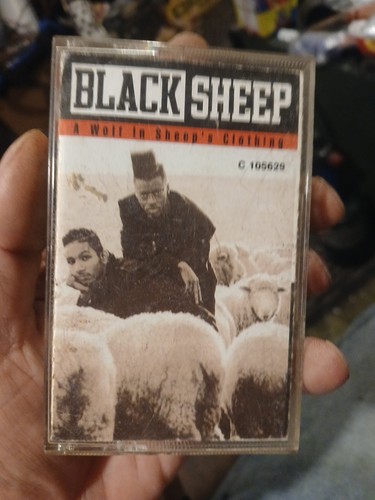 BLACK SHEEP
A Wolf In Sheep's Clothing
C 105629